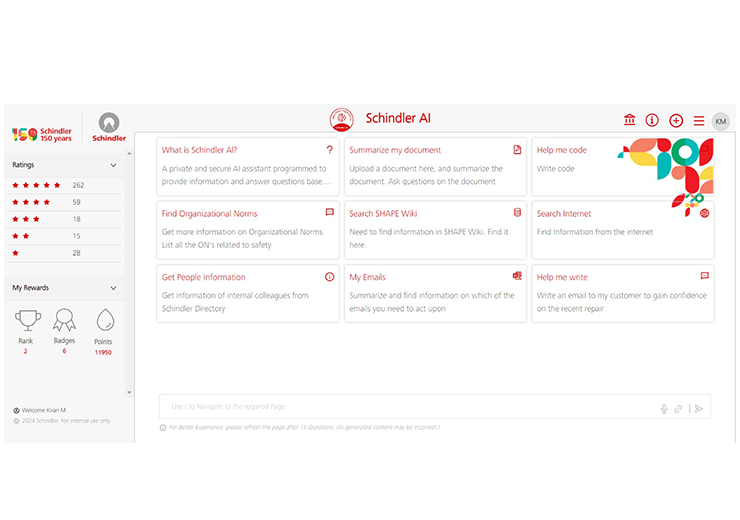 Schindler
150 years
Schindler
Schindler AI
KM
Ratings
262
59
18
15
28
My Rewards
Rank
2
Badges
6
Points
11950
Welcome Kiran M
2024 Schindler. For internal use only
What is Schindler AI?
A private and secure AI assistant programmed to
provide information and answer questions base...
Summarize my document
Upload a document here, and summarize the
document. Ask questions on the document
Help me code
Write code
Find Organizational Norms
Get more information on Organizational Norms.
List all the ON's related to safety
Search SHAPE Wiki
Need to find information in SHAPE Wiki. Find it
here.
Search Internet
Find Information from the internet
Get People Information
Get information of internal colleagues from
Schindler Directory
My Emails
Summarize and find information on which of the
emails you need to act upon
Help me write
Write an email to my customer to gain confidence
on the recent repair
Use / to Navigate to the required Page
For Better Experience, please refresh the page after 15 Questions. (AI generated content may be incorrect.)